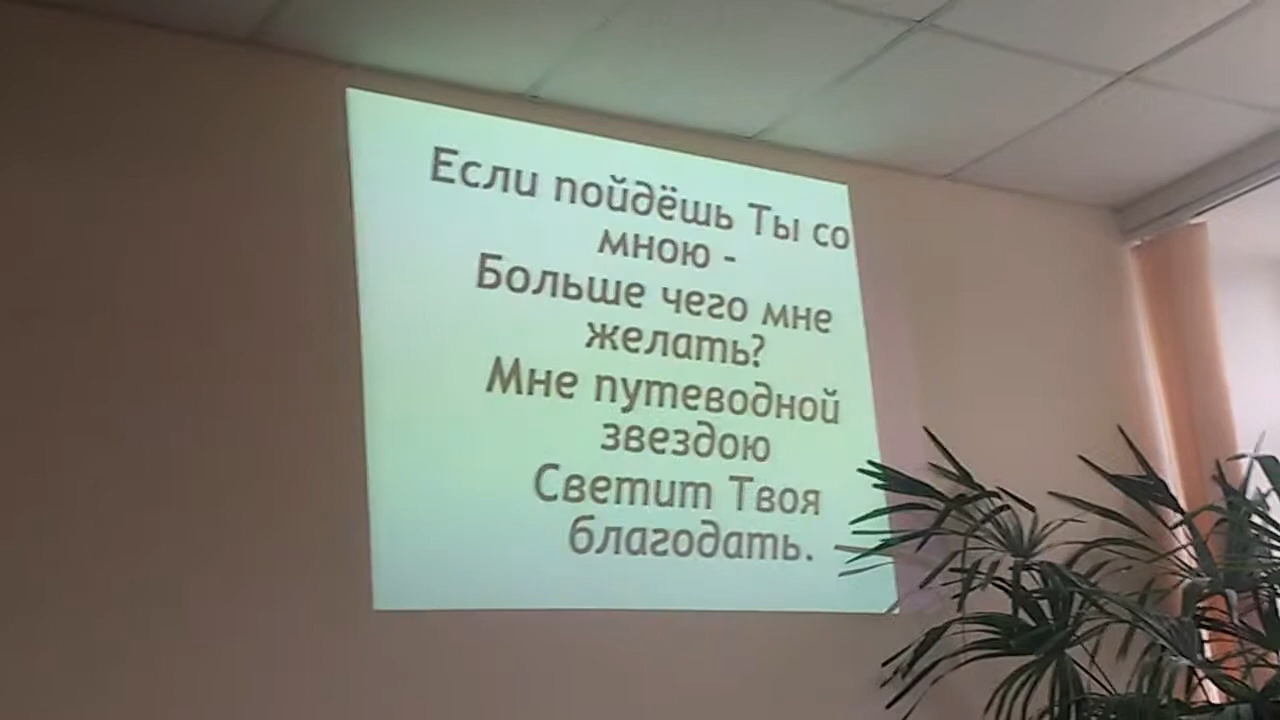 Если пойдёшь Ты со
мною -
Больше чего мне
желать?
Мне путеводной
звездою
Светит Твоя
благодать.